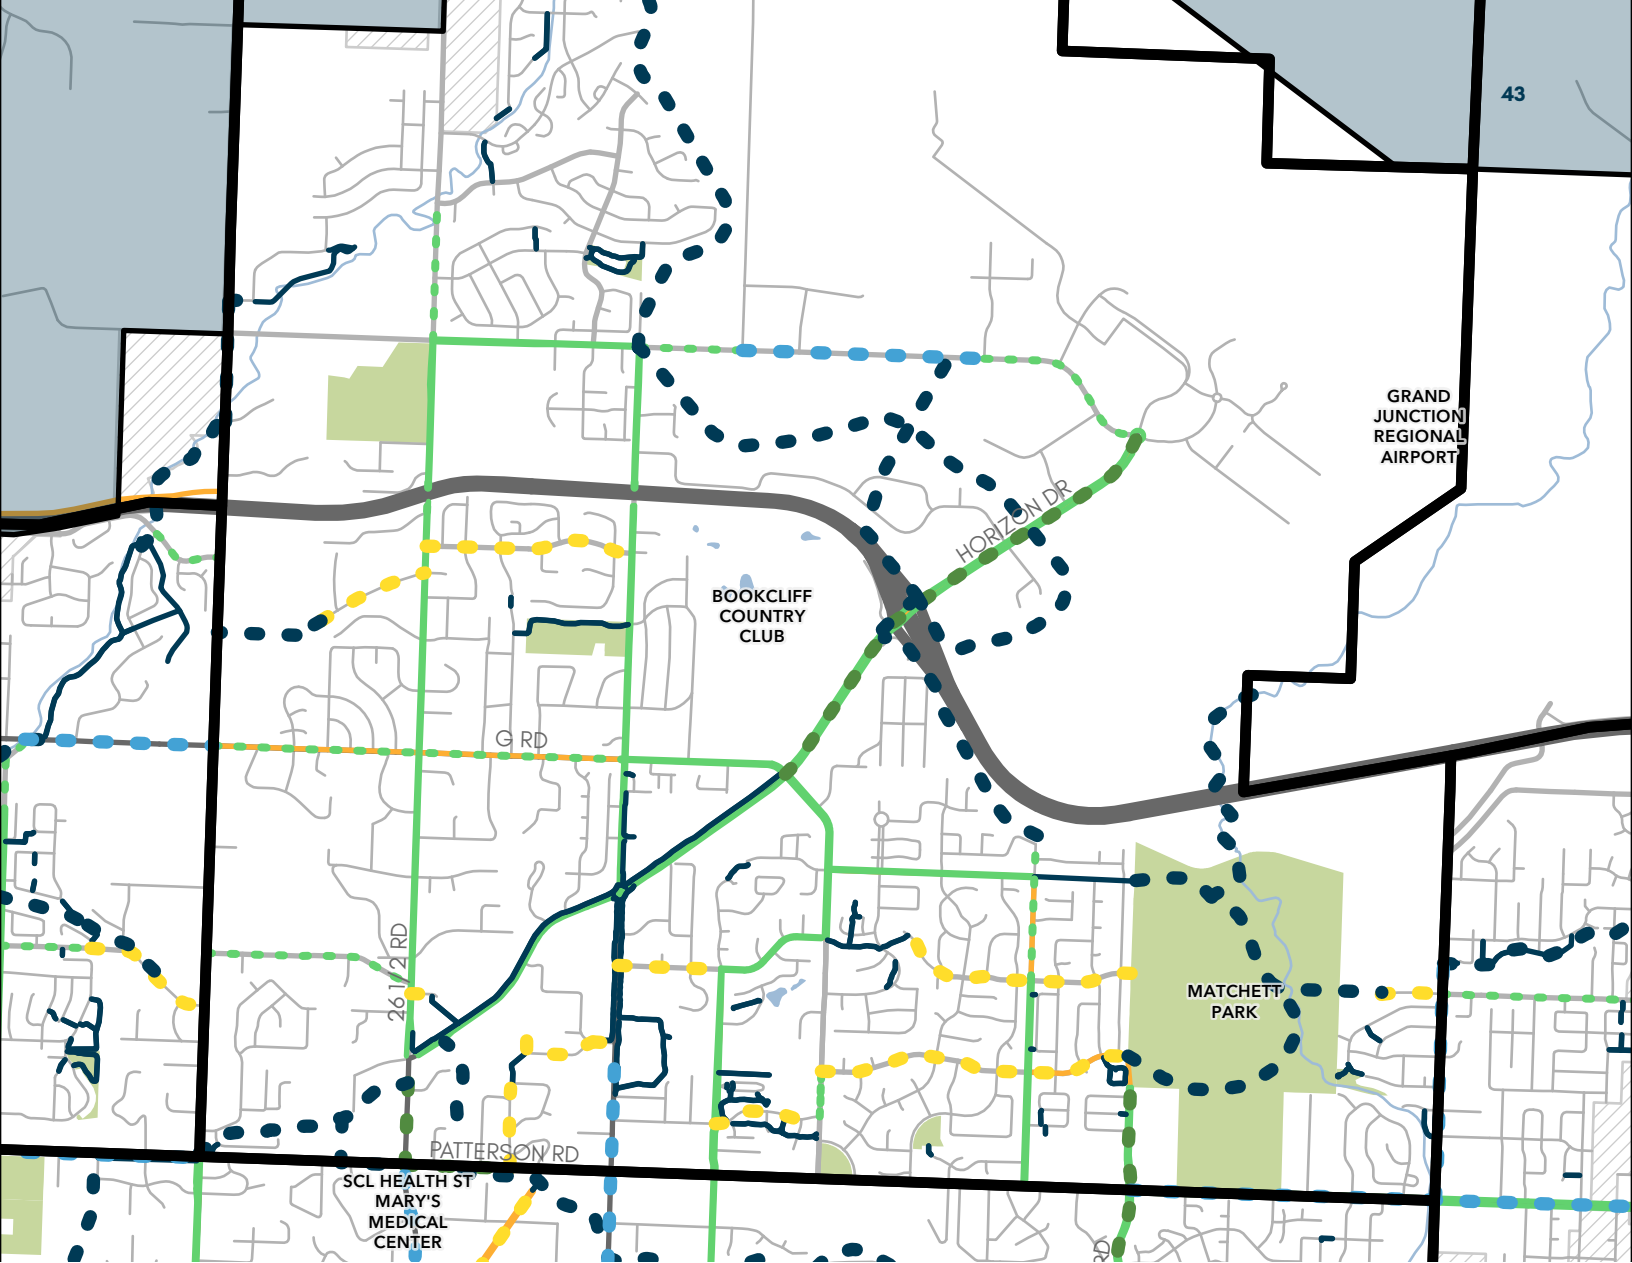 43
GRAND
JUNCTION
REGIONAL
AIRPORT
HORIZON DR
BOOKCLIFF
COUNTRY
CLUB
G RD
26 1/2 RD
MATCHETT
PARK
PATTERSON RD
SCL HEALTH ST
MARY'S
MEDICAL
CENTER
RD